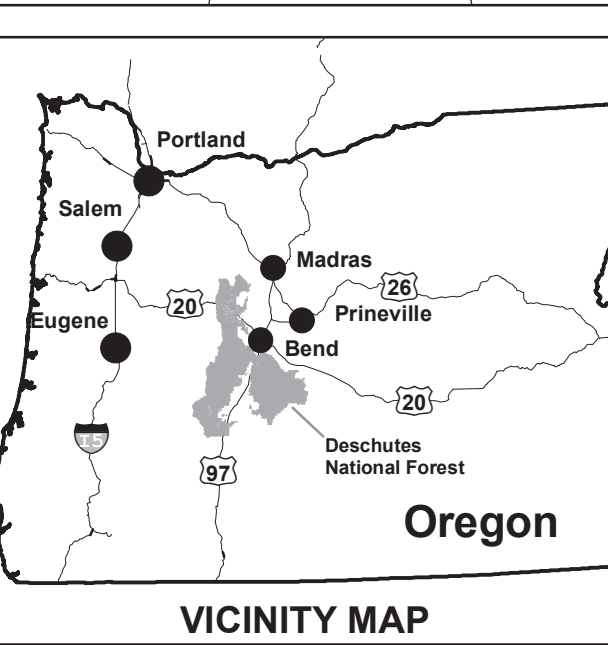 Portland
Salem
Madras
26
20
Prineville
Eugene
Bend
20
I5
Deschutes
National Forest
97
Oregon
VICINITY MAP